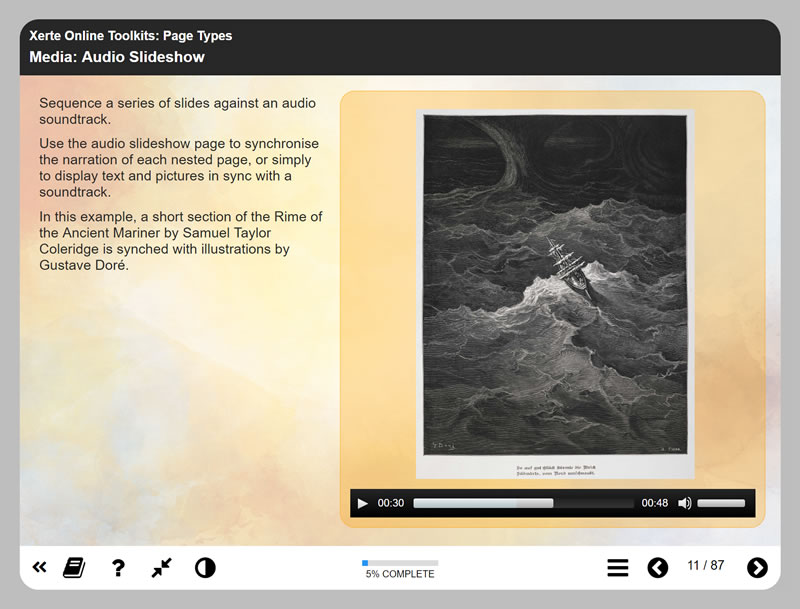 Xerte Online Toolkits: Page Types
Media: Audio Slideshow
Sequence a series of slides against an audio
soundtrack.
Use the audio slideshow page to synchronise
the narration of each nested page, or simply
to display text and pictures in sync with a
soundtrack.
In this example, a short section of the Rime of
the Ancient Mariner by Samuel Taylor
Coleridge is synched with illustrations by
Gustave Doré.
00:30
00:48
5% COMPLETE
11 / 87